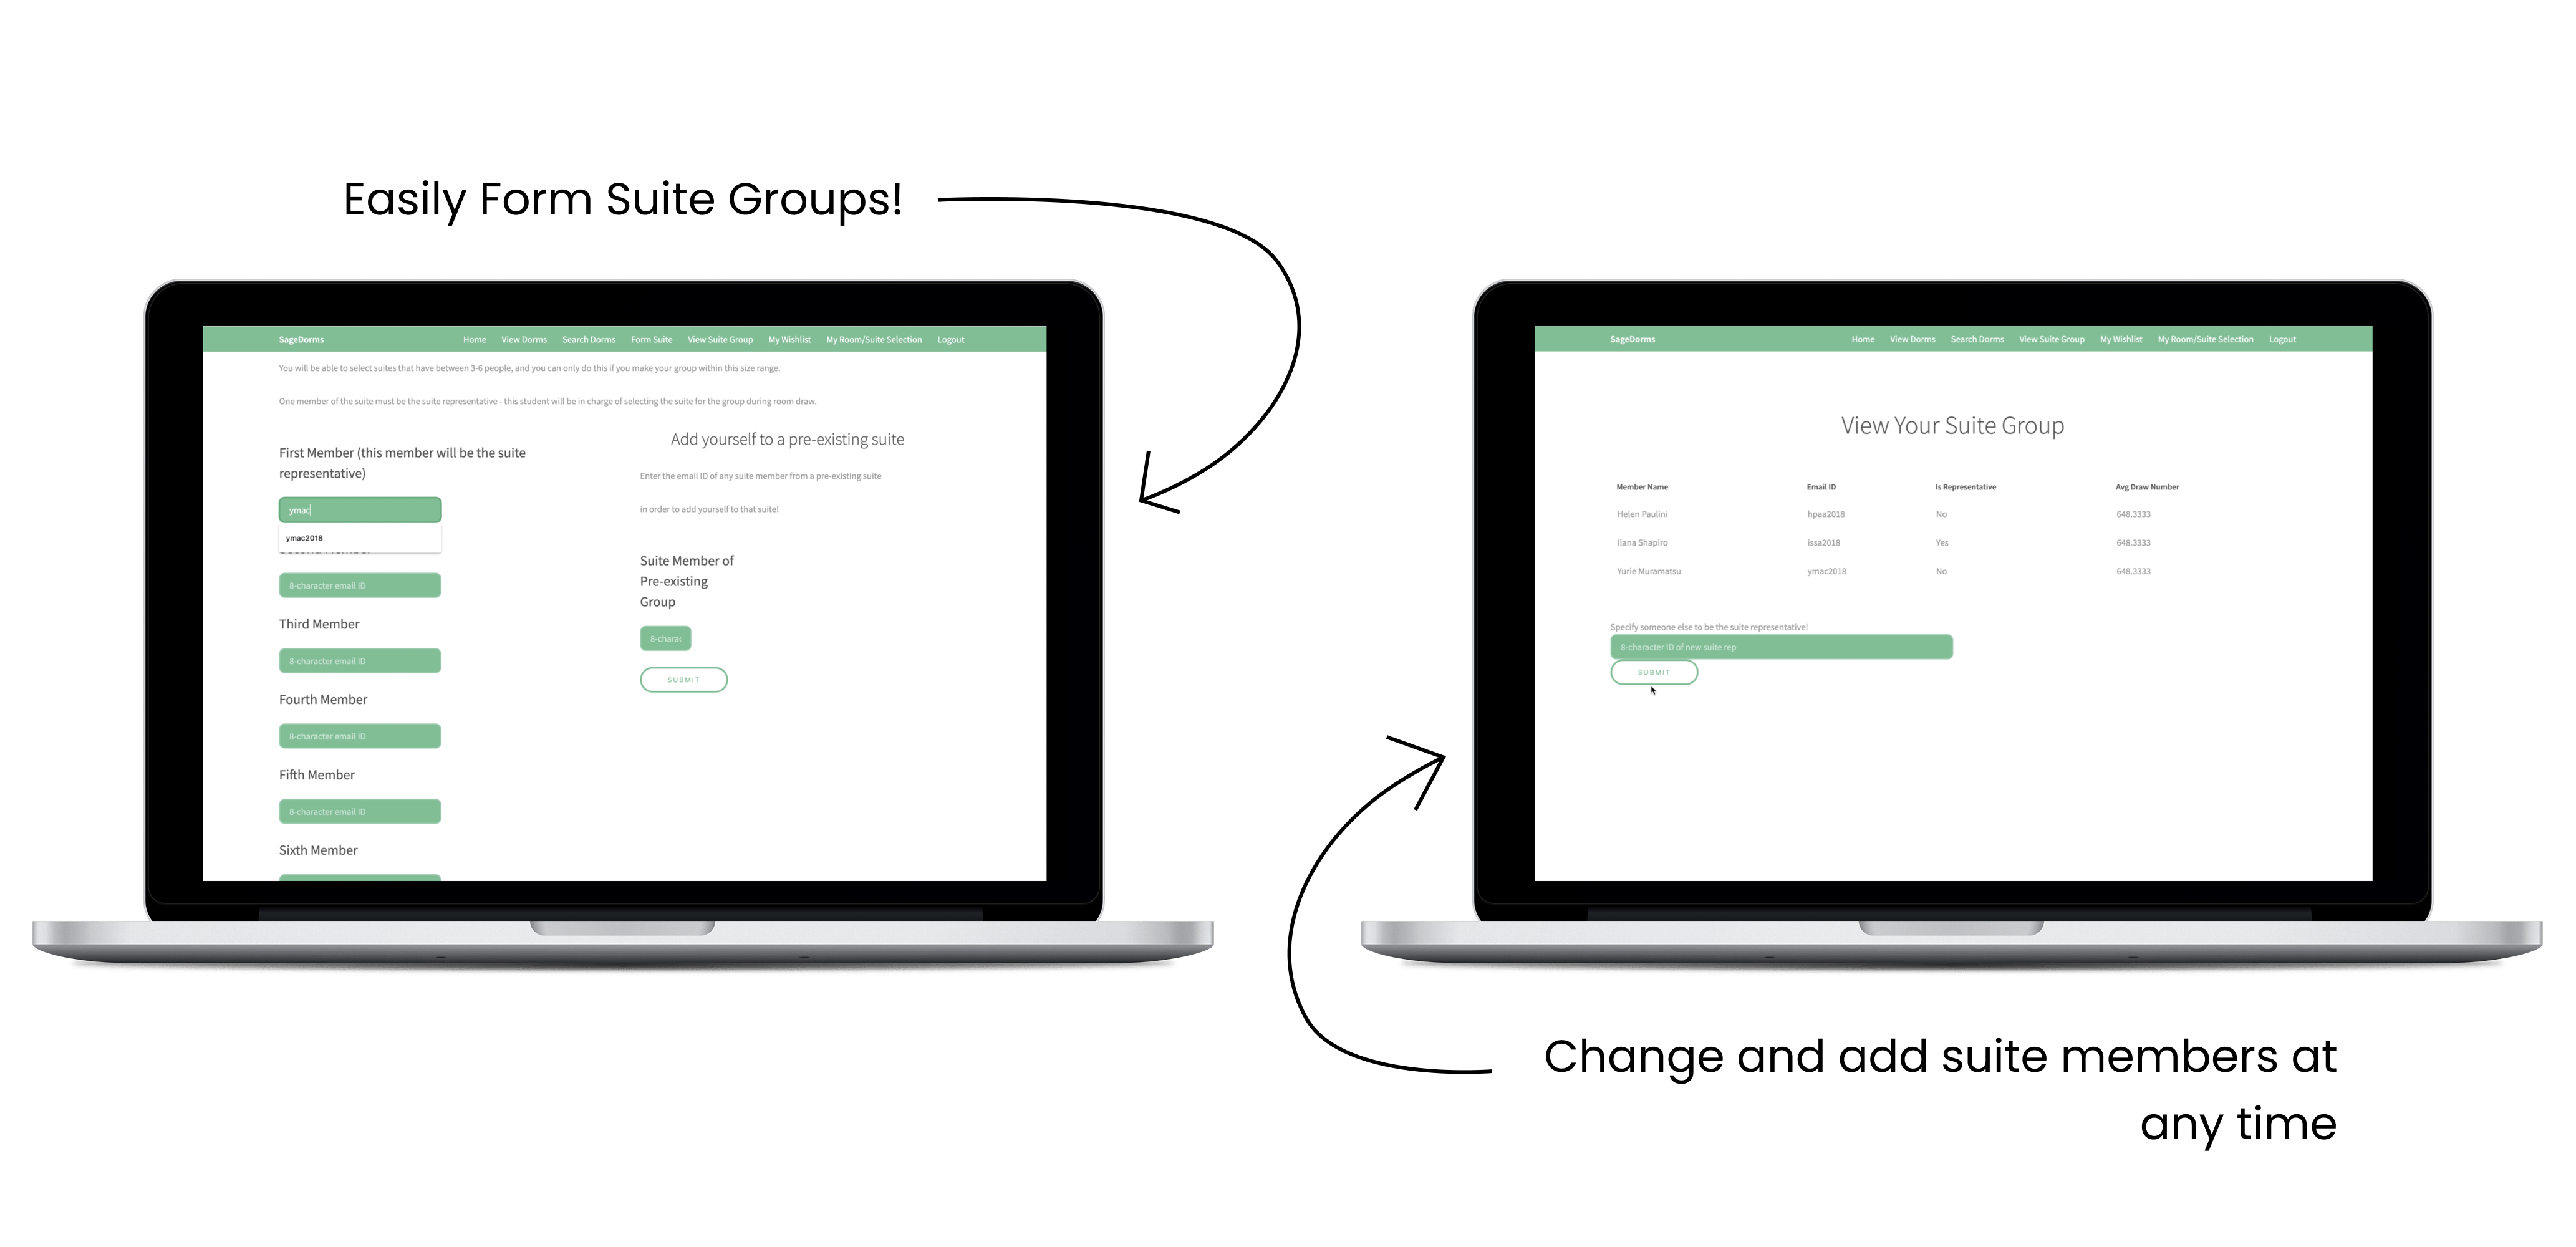 Easily Form Suite Groups!
SageDorms Home View Dorms Search Dorms Form Suite View Suite Group My Wishlist My Room/Suite Selection Logout
You will be able to select suites that have between 3-6 people, and you can only do this if you make your group within this size range.
One member of the suite must be the suite representative - this student will be in charge of selecting the suite for the group during room draw.
First Member (this member will be the suite
representative)
ymac
ymac2018
8-character email ID
Third Member
8-character email ID
Fourth Member
8-character email ID
Fifth Member
8-character email ID
Sixth Member
Add yourself to a pre-existing suite
Enter the email ID of any suite member from a pre-existing suite
in order to add yourself to that suite!
Suite Member of
Pre-existing
Group
8-charac
SUBMIT
SageDorms Home View Dorms Search Dorms View Suite Group My Wishlist My Room/Suite Selection Logout
View Your Suite Group
Member Name Email ID Is Representative Avg Draw Number
Helen Paulini hpaa2018 No 648.3333
Ilana Shapiro issa2018 Yes 648.3333
Yurie Muramatsu ymac2018 No 648.3333
Specify someone else to be the suite representative!
8-character ID of new suite rep
SUBMIT
Change and add suite members at
any time